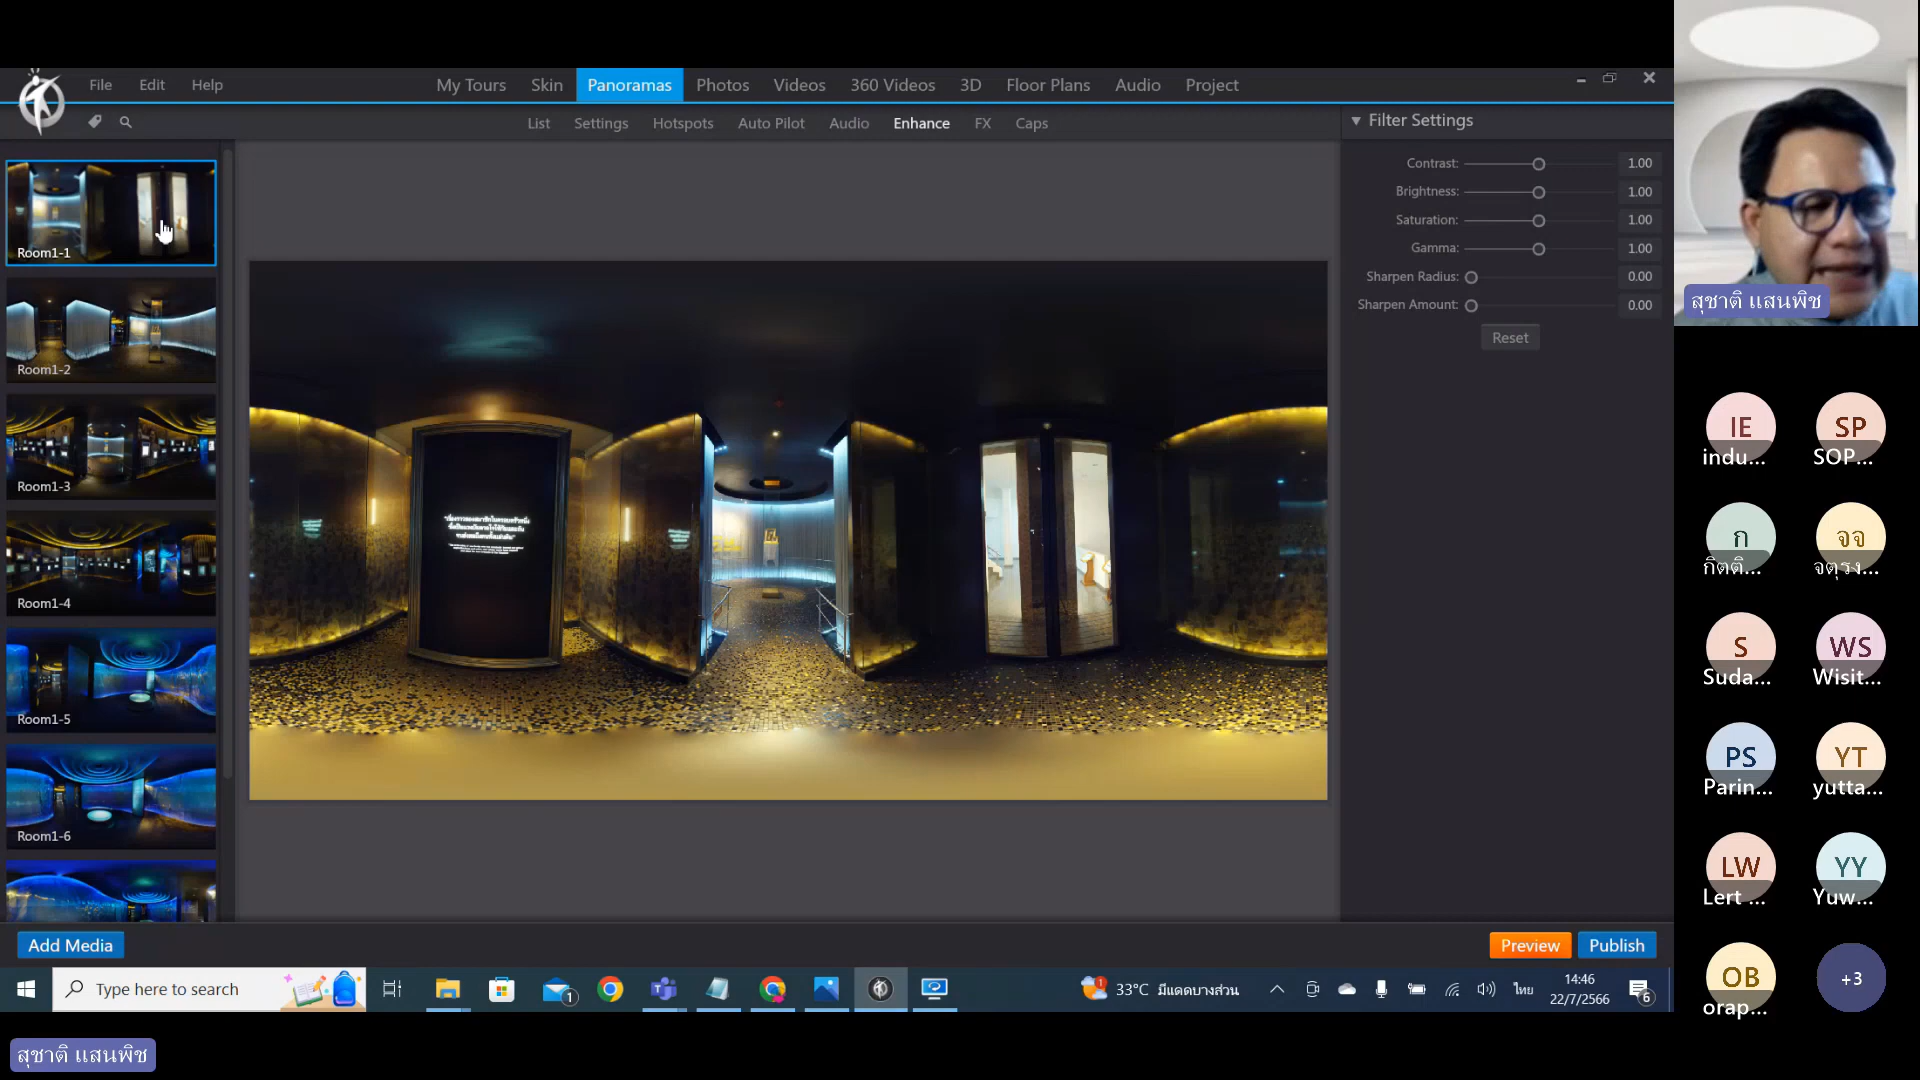 File Edit Help
My Tours Skin Panoramas Photos Videos 360 Videos 3D Floor Plans Audio Project
List Settings Hotspots Auto Pilot Audio Enhance FX Caps
Filter Settings
Contrast: 1.00
Brightness: 1.00
Saturation: 1.00
Gamma: 1.00
Sharpen Radius: 0.00
Sharpen Amount: 0.00
Reset
Room1-1
Room1-2
Room1-3
Room1-4
Room1-5
Room1-6
Add Media
Preview Publish
Type here to search
1
1
33°C มีแดดบางส่วน
ไทย
14:46
22/7/2566
6
สุชาติ แสนพิช
IE SP
indu... SOP...
ก จจ
กิตติ... จตุรง...
S WS
Suda... Wisit...
PS YT
Parin... yutta...
LW YY
Lert ... Yuw...
OB +3
orap...
สุชาติ แสนพิช